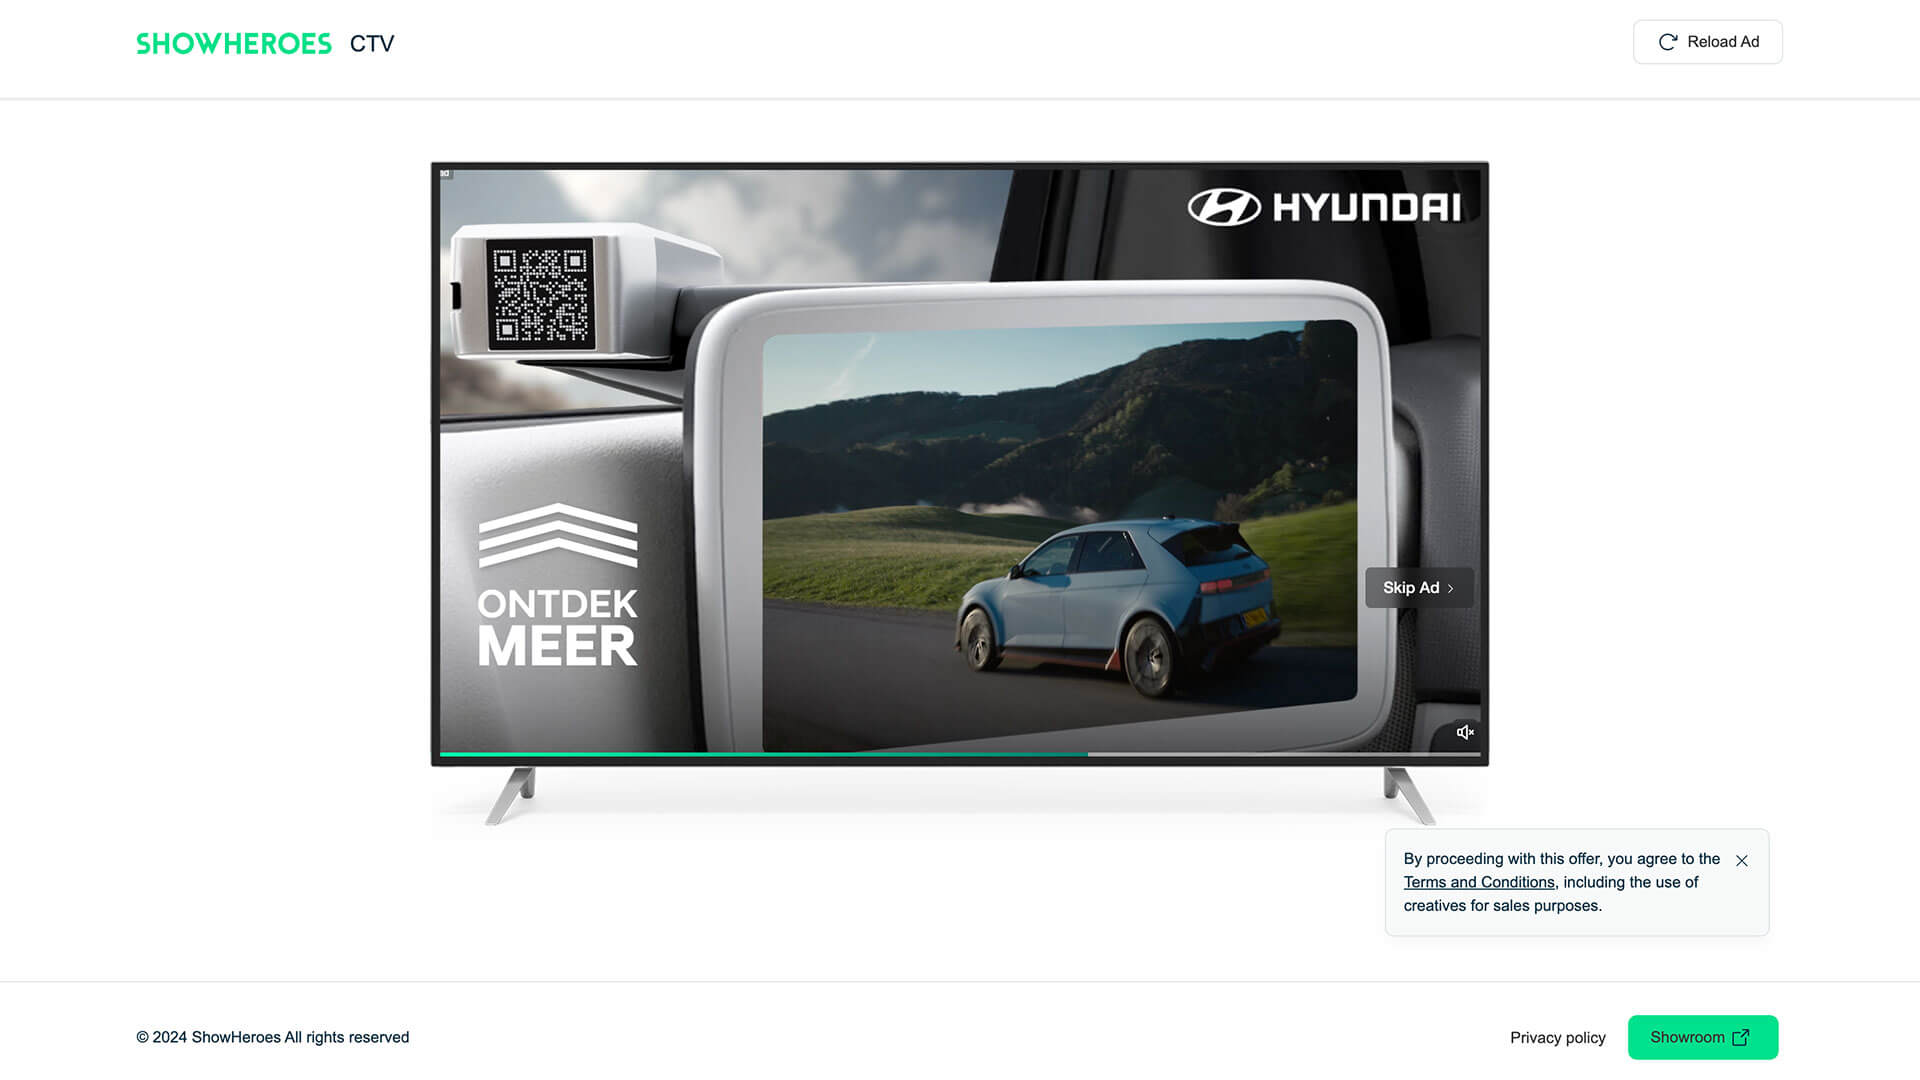 SHOWHEROES CTV
Reload Ad
HYUNDAI
ONTDEK
MEER
Skip Ad
By proceeding with this offer, you agree to the
Terms and Conditions, including the use of
creatives for sales purposes.
© 2024 ShowHeroes All rights reserved
Privacy policy
Showroom